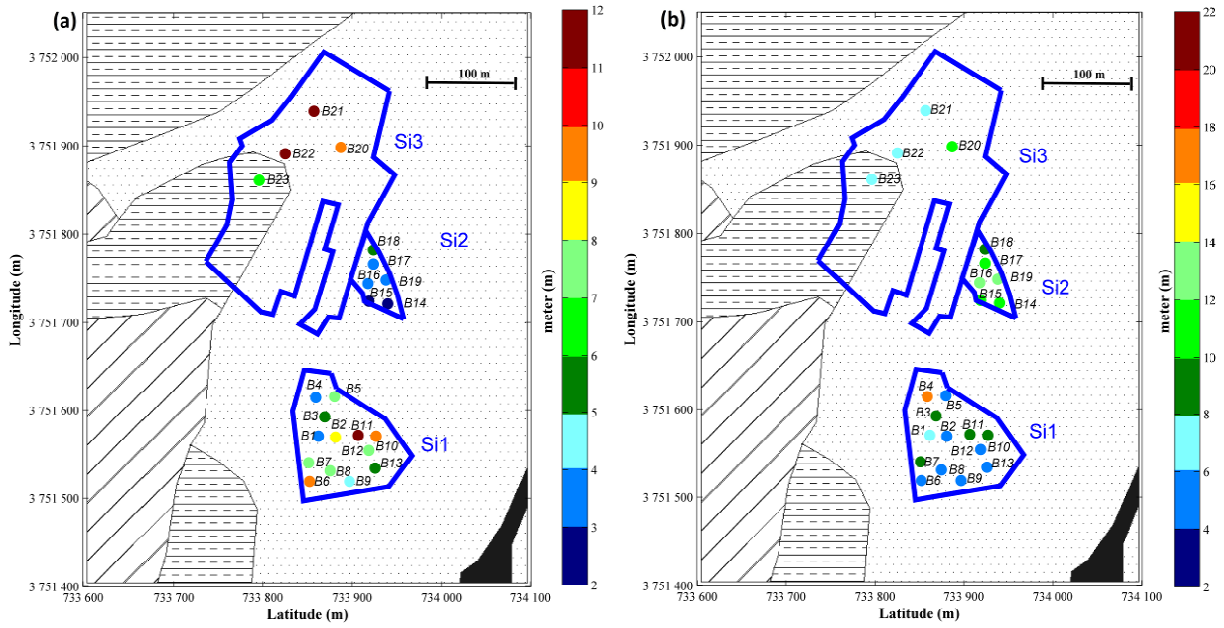 (a)
3 752 000
3 751 900
3 751 800
3 751 700
3 751 600
3 751 500
3 751 400
Longitude (m)
100 m
B21
B20
B22
B23
Si3
Si2
B18
B17
B16
B19
B15
B14
B4
B5
B3
B2
B11
B1
B10
B12
B7
B8
B13
B6
B9
Si1
733 600
733 700
733 800
733 900
734 000
734 100
Latitude (m)
12
11
10
9
8
7
6
5
4
3
2
meter (m)
(b)
3 752 000
3 751 900
3 751 800
3 751 700
3 751 600
3 751 500
3 751 400
Longitude (m)
100 m
B21
B20
B22
B23
Si3
B18
B17
B16
B19
Si2
B15
B14
B4
B5
B3
B1
B2
B11
B10
B12
B7
B8
B13
B6
B9
Si1
733 600
733 700
733 800
733 900
734 000
734 100
Latitude (m)
22
20
18
15
14
12
10
8
6
4
2
meter (m)